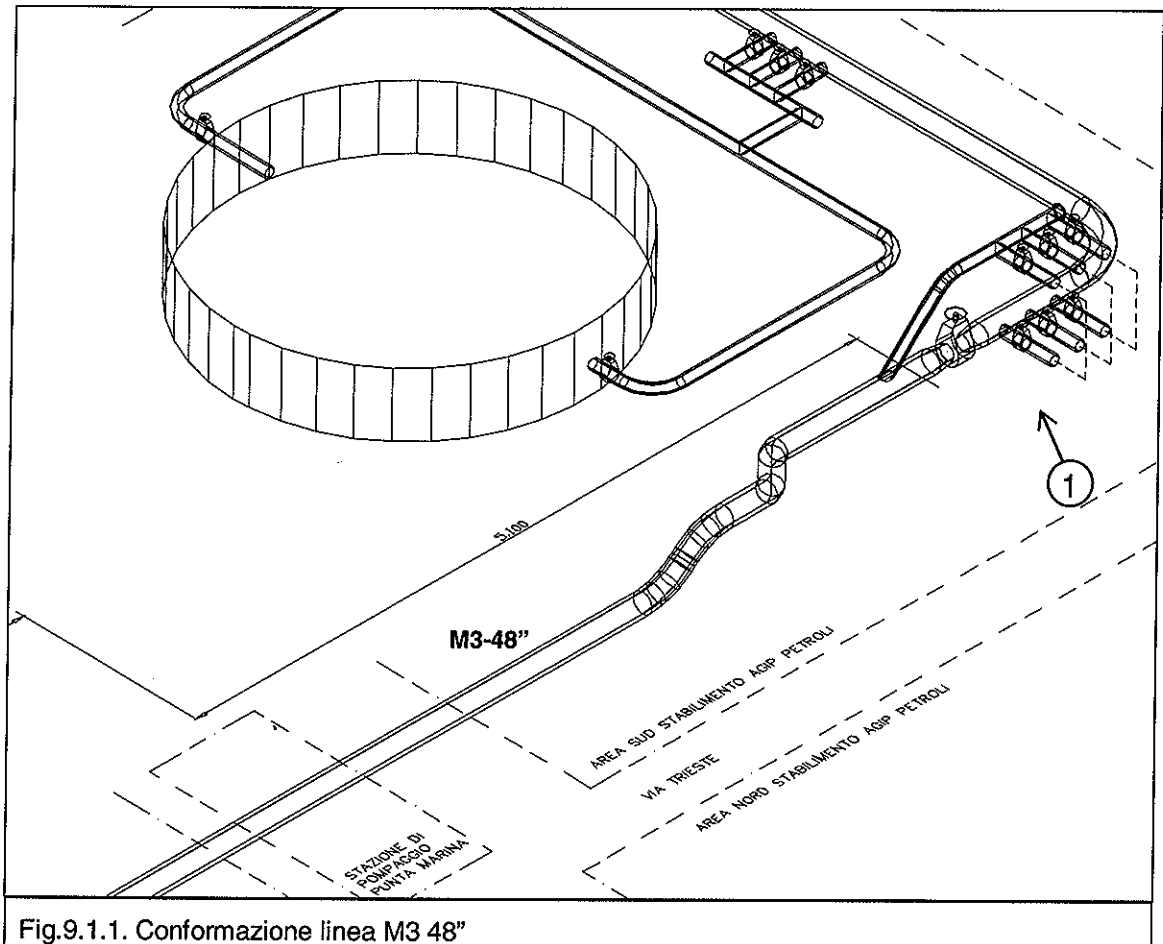 5.100
1
M3-48”
AREA SUD STABILIMENTO AGIP PETROLI
VIA TRIESTE
AREA NORD STABILIMENTO AGIP PETROLI
STAZIONE DI
POMPAGGIO
PUNTA MARINA
Fig.9.1.1. Conformazione linea M3 48”